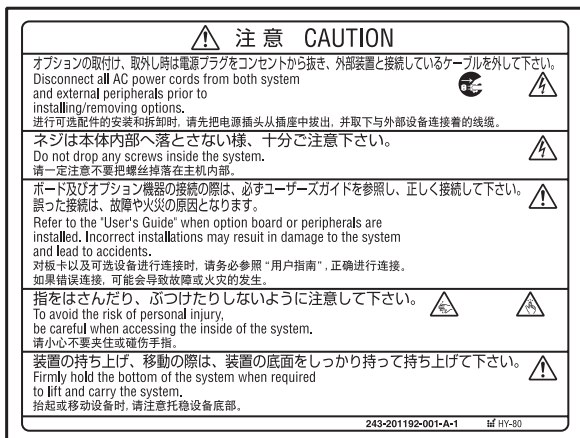 注意 CAUTION
オプションの取付け、取外し時は電源プラグをコンセントから抜き、外部装置と接続しているケーブルを外して下さい。
Disconnect all AC power cords from both system
and external peripherals prior to
installing/removing options.
进行可选配件的安装和拆卸时, 请先把电源插头从插座中拔出, 并取下与外部设备连接着的线缆。
ネジは本体内部へ落とさない様、十分ご注意下さい。
Do not drop any screws inside the system.
请一定注意不要把螺丝掉落在主机内部。
ボード及びオプション機器の接続の際は、必ずユーザーズガイドを参照し、正しく接続して下さい。
誤った接続は、故障や火災の原因となります。
Refer to the "User's Guide" when option board or peripherals are
installed. Incorrect installations may resuit in damage to the system
and lead to accidents.
对板卡以及可选设备进行连接时, 请务必参照 "用户指南", 正确进行连接。
如果错误连接, 可能会导致故障或火灾的发生。
指をはさんだり、ぶつけたりしないように注意して下さい。
To avoid the risk of personal injury,
be careful when accessing the inside of the system.
请小心不要夹住或碰伤手指。
装置の持ち上げ、移動の際は、装置の底面をしっかり持って持ち上げて下さい。
Firmly hold the bottom of the system when required
to lift and carry the system.
抬起或移动设备时, 请注意托稳设备底部。
243-201192-001-A-1 HY-80